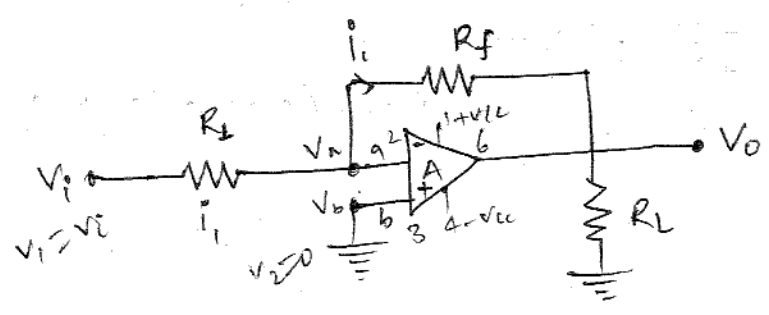 i₁
Rf
R₁
Va
a
2
-
7+Vcc
6
A
Vi
V₁=Vi
i₁
Vb
b
+
3
4-Vcc
V₂=0
Vo
RL